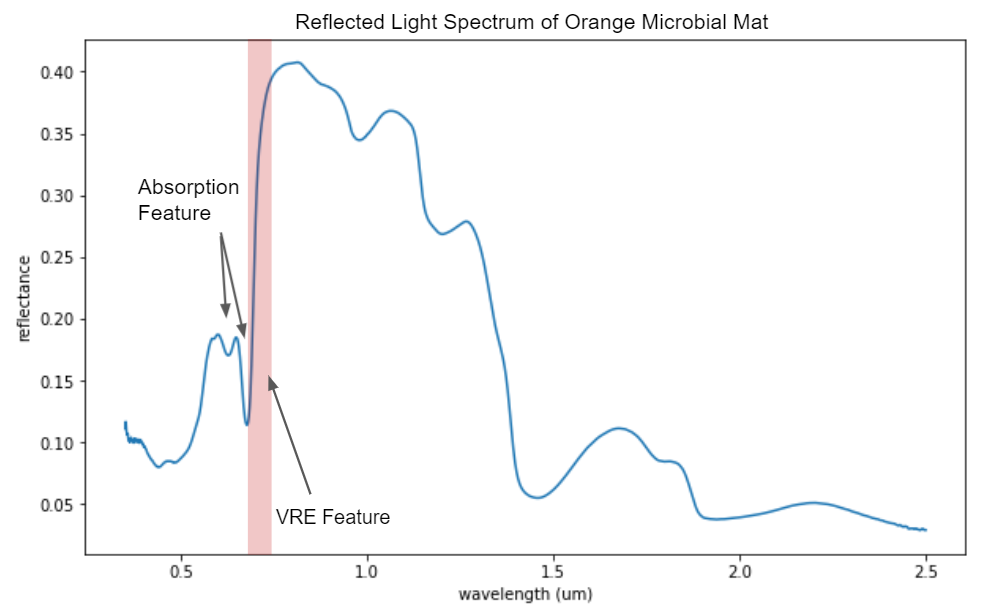 Reflected Light Spectrum of Orange Microbial Mat
0.40
0.35
0.30
0.25
0.20
0.15
0.10
0.05
reflectance
Absorption
Feature
VRE Feature
0.5 1.0 1.5 2.0 2.5
wavelength (um)